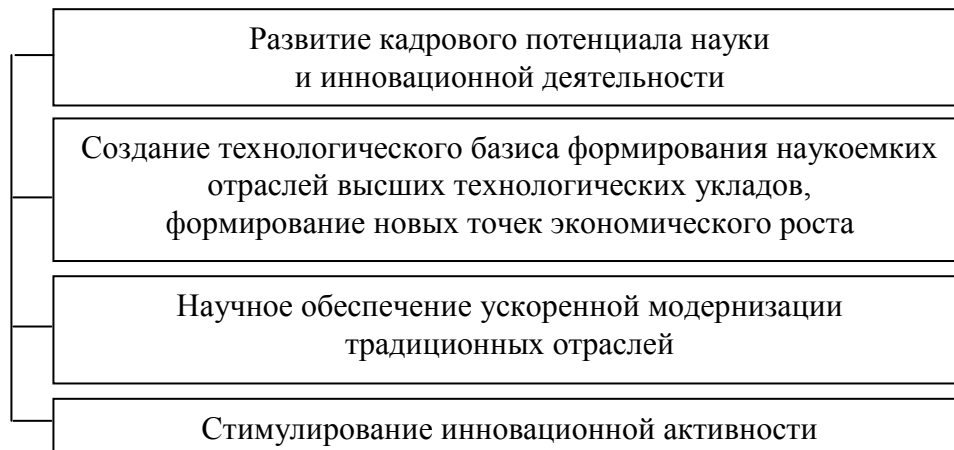 Развитие кадрового потенциала науки
и инновационной деятельности
Создание технологического базиса формирования наукоемких
отраслей высших технологических укладов,
формирование новых точек экономического роста
Научное обеспечение ускоренной модернизации
традиционных отраслей
Стимулирование инновационной активности